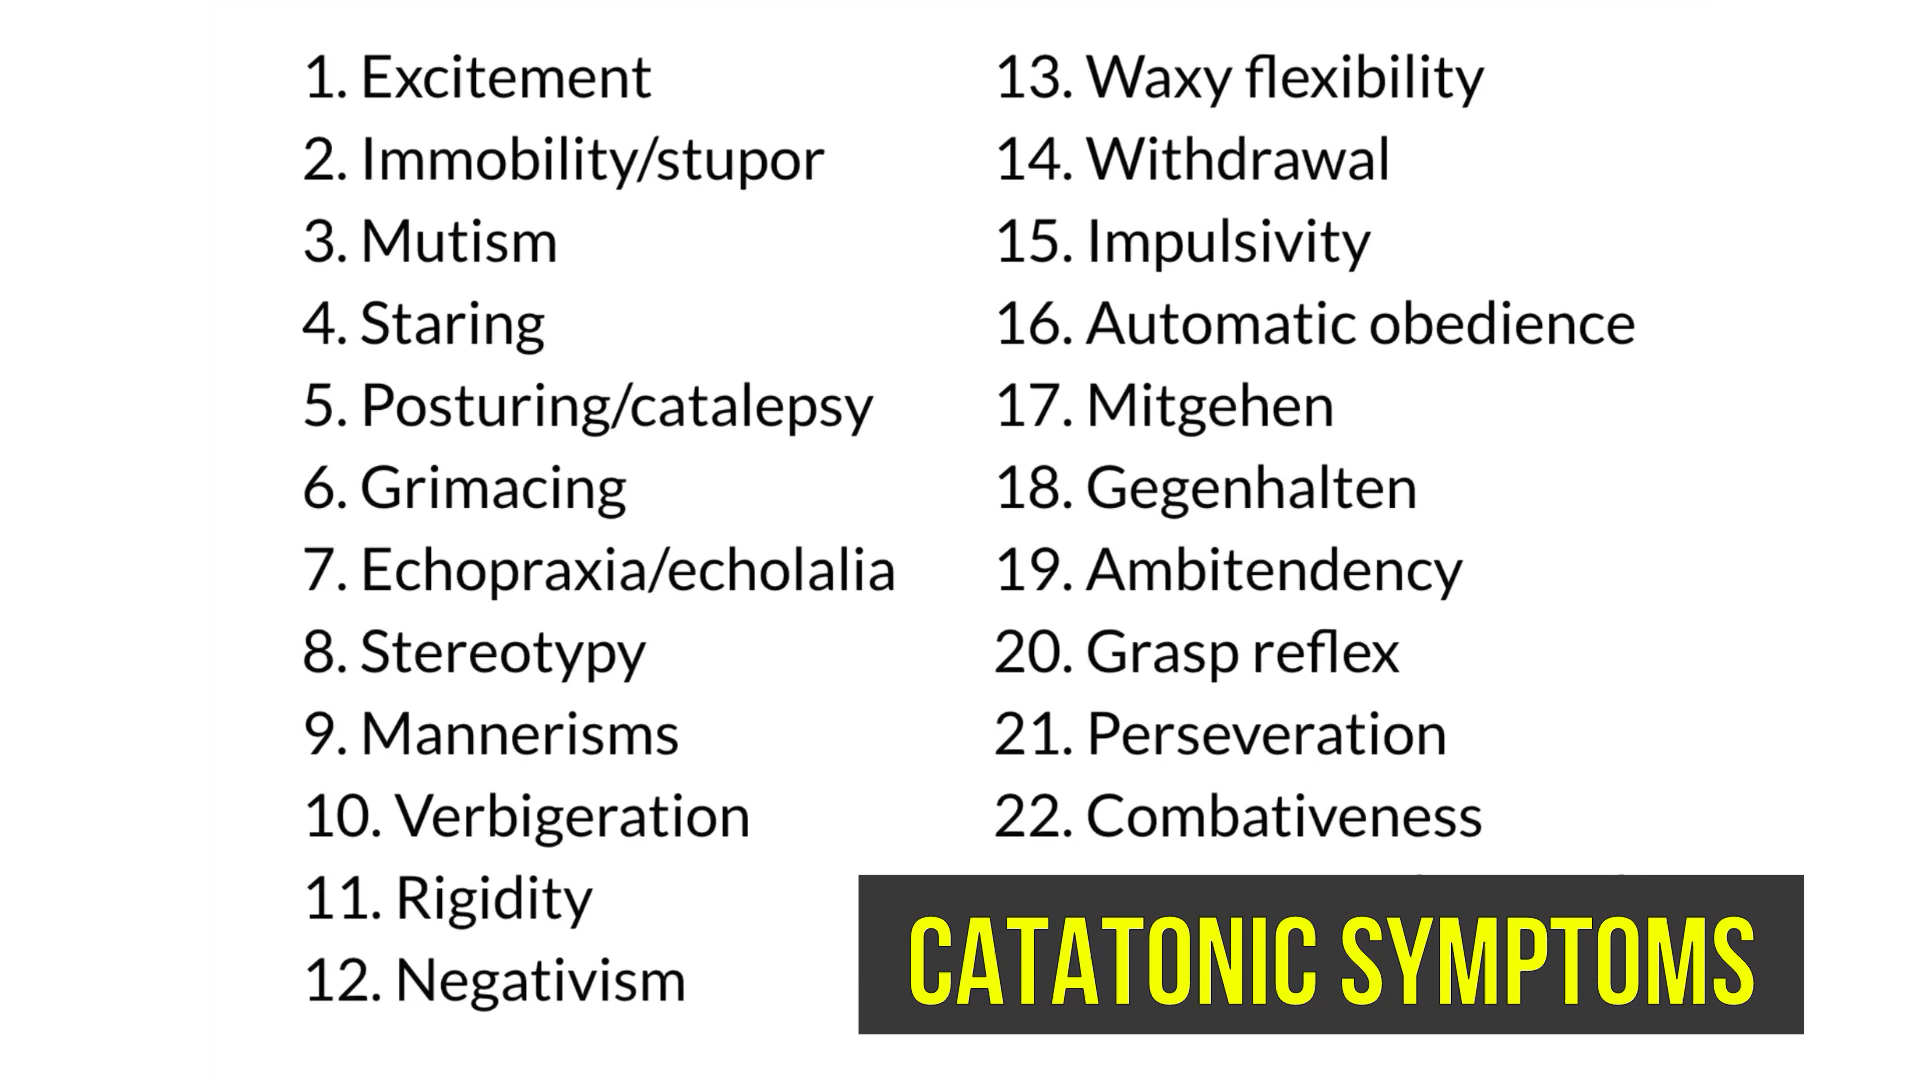 1. Excitement
2. Immobility/stupor
3. Mutism
4. Staring
5. Posturing/catalepsy
6. Grimacing
7. Echopraxia/echolalia
8. Stereotypy
9. Mannerisms
10. Verbigeration
11. Rigidity
12. Negativism
13. Waxy flexibility
14. Withdrawal
15. Impulsivity
16. Automatic obedience
17. Mitgehen
18. Gegenhalten
19. Ambitendency
20. Grasp reflex
21. Perseveration
22. Combativeness
CATATONIC SYMPTOMS